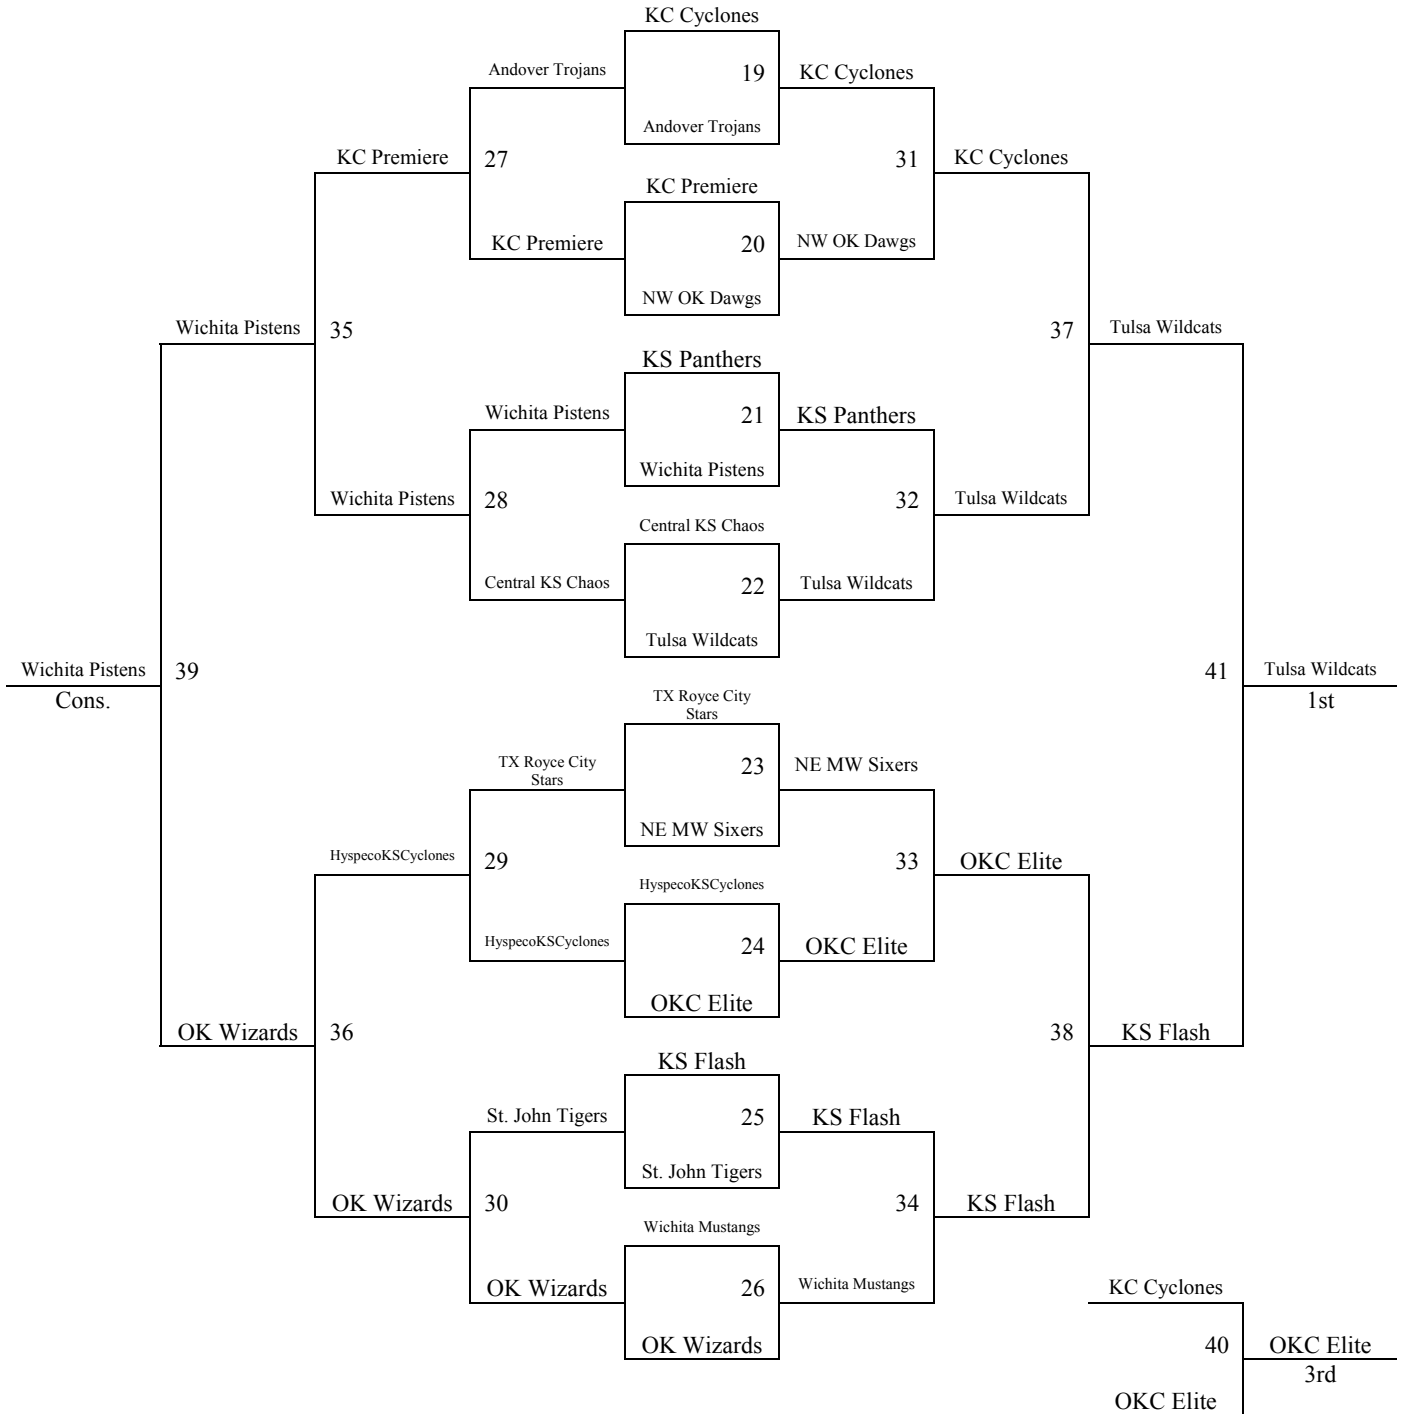 KC Cyclones
Andover Trojans
19
KC Cyclones
Andover Trojans
KC Premiere
27
31
KC Cyclones
KC Premiere
KC Premiere
20
NW OK Dawgs
NW OK Dawgs
Wichita Pistens
35
37
Tulsa Wildcats
KS Panthers
Wichita Pistens
21
KS Panthers
Wichita Pistens
Wichita Pistens
28
32
Tulsa Wildcats
Central KS Chaos
Central KS Chaos
22
Tulsa Wildcats
Tulsa Wildcats
Wichita Pistens
39
41
Tulsa Wildcats
Cons.
1st
TX Royce City
Stars
TX Royce City
Stars
23
NE MW Sixers
NE MW Sixers
HyspecoKSCyclones
29
33
OKC Elite
HyspecoKSCyclones
HyspecoKSCyclones
24
OKC Elite
OKC Elite
OK Wizards
36
38
KS Flash
KS Flash
St. John Tigers
25
KS Flash
St. John Tigers
OK Wizards
30
34
KS Flash
Wichita Mustangs
OK Wizards
26
Wichita Mustangs
KC Cyclones
OK Wizards
40
OKC Elite
3rd
OKC Elite